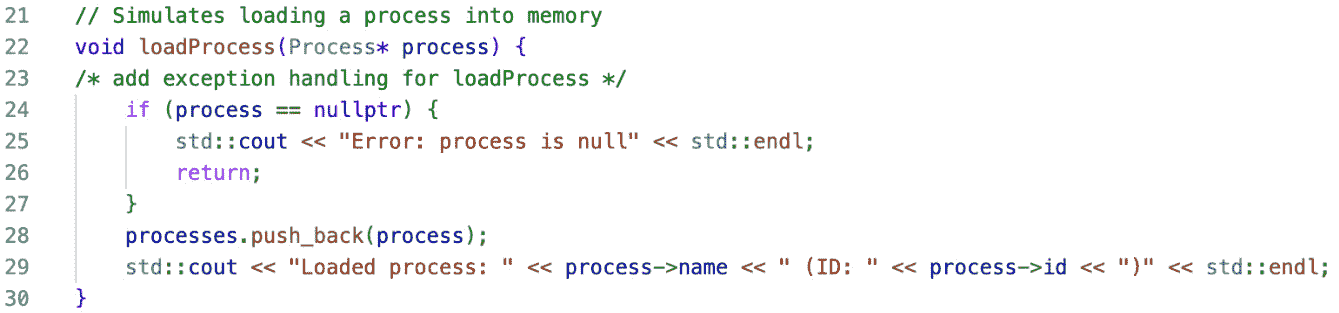 21 // Simulates loading a process into memory
22 void loadProcess(Process* process) {
23 /* add exception handling for loadProcess */
24 if (process == nullptr) {
25 std::cout << "Error: process is null" << std::endl;
26 return;
27 }
28 processes.push_back(process);
29 std::cout << "Loaded process: " << process->name << " (ID: " << process->id << ")" << std::endl;
30 }